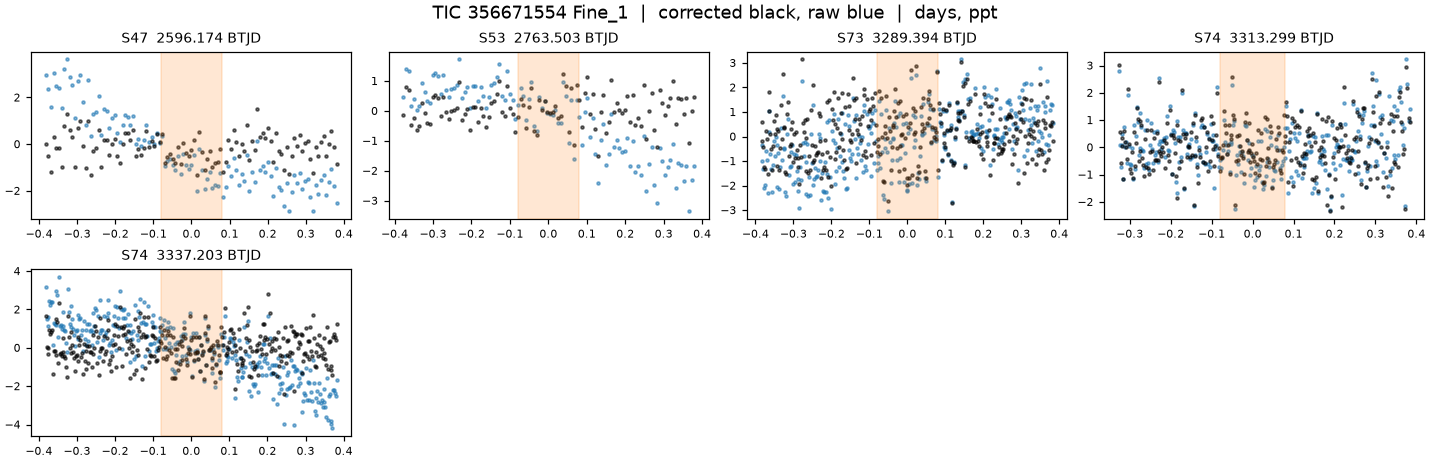 TIC 356671554 Fine_1 | corrected black, raw blue | days, ppt
S47 2596.174 BTJD
S53 2763.503 BTJD
S73 3289.394 BTJD
S74 3313.299 BTJD
2
0
−2
−0.4 −0.3 −0.2 −0.1 0.0 0.1 0.2 0.3 0.4
1
0
−1
−2
−3
−0.4 −0.3 −0.2 −0.1 0.0 0.1 0.2 0.3 0.4
3
2
1
0
−1
−2
−3
−0.4 −0.3 −0.2 −0.1 0.0 0.1 0.2 0.3 0.4
3
2
1
0
−1
−2
−0.3 −0.2 −0.1 0.0 0.1 0.2 0.3 0.4
S74 3337.203 BTJD
4
2
0
−2
−4
−0.4 −0.3 −0.2 −0.1 0.0 0.1 0.2 0.3 0.4